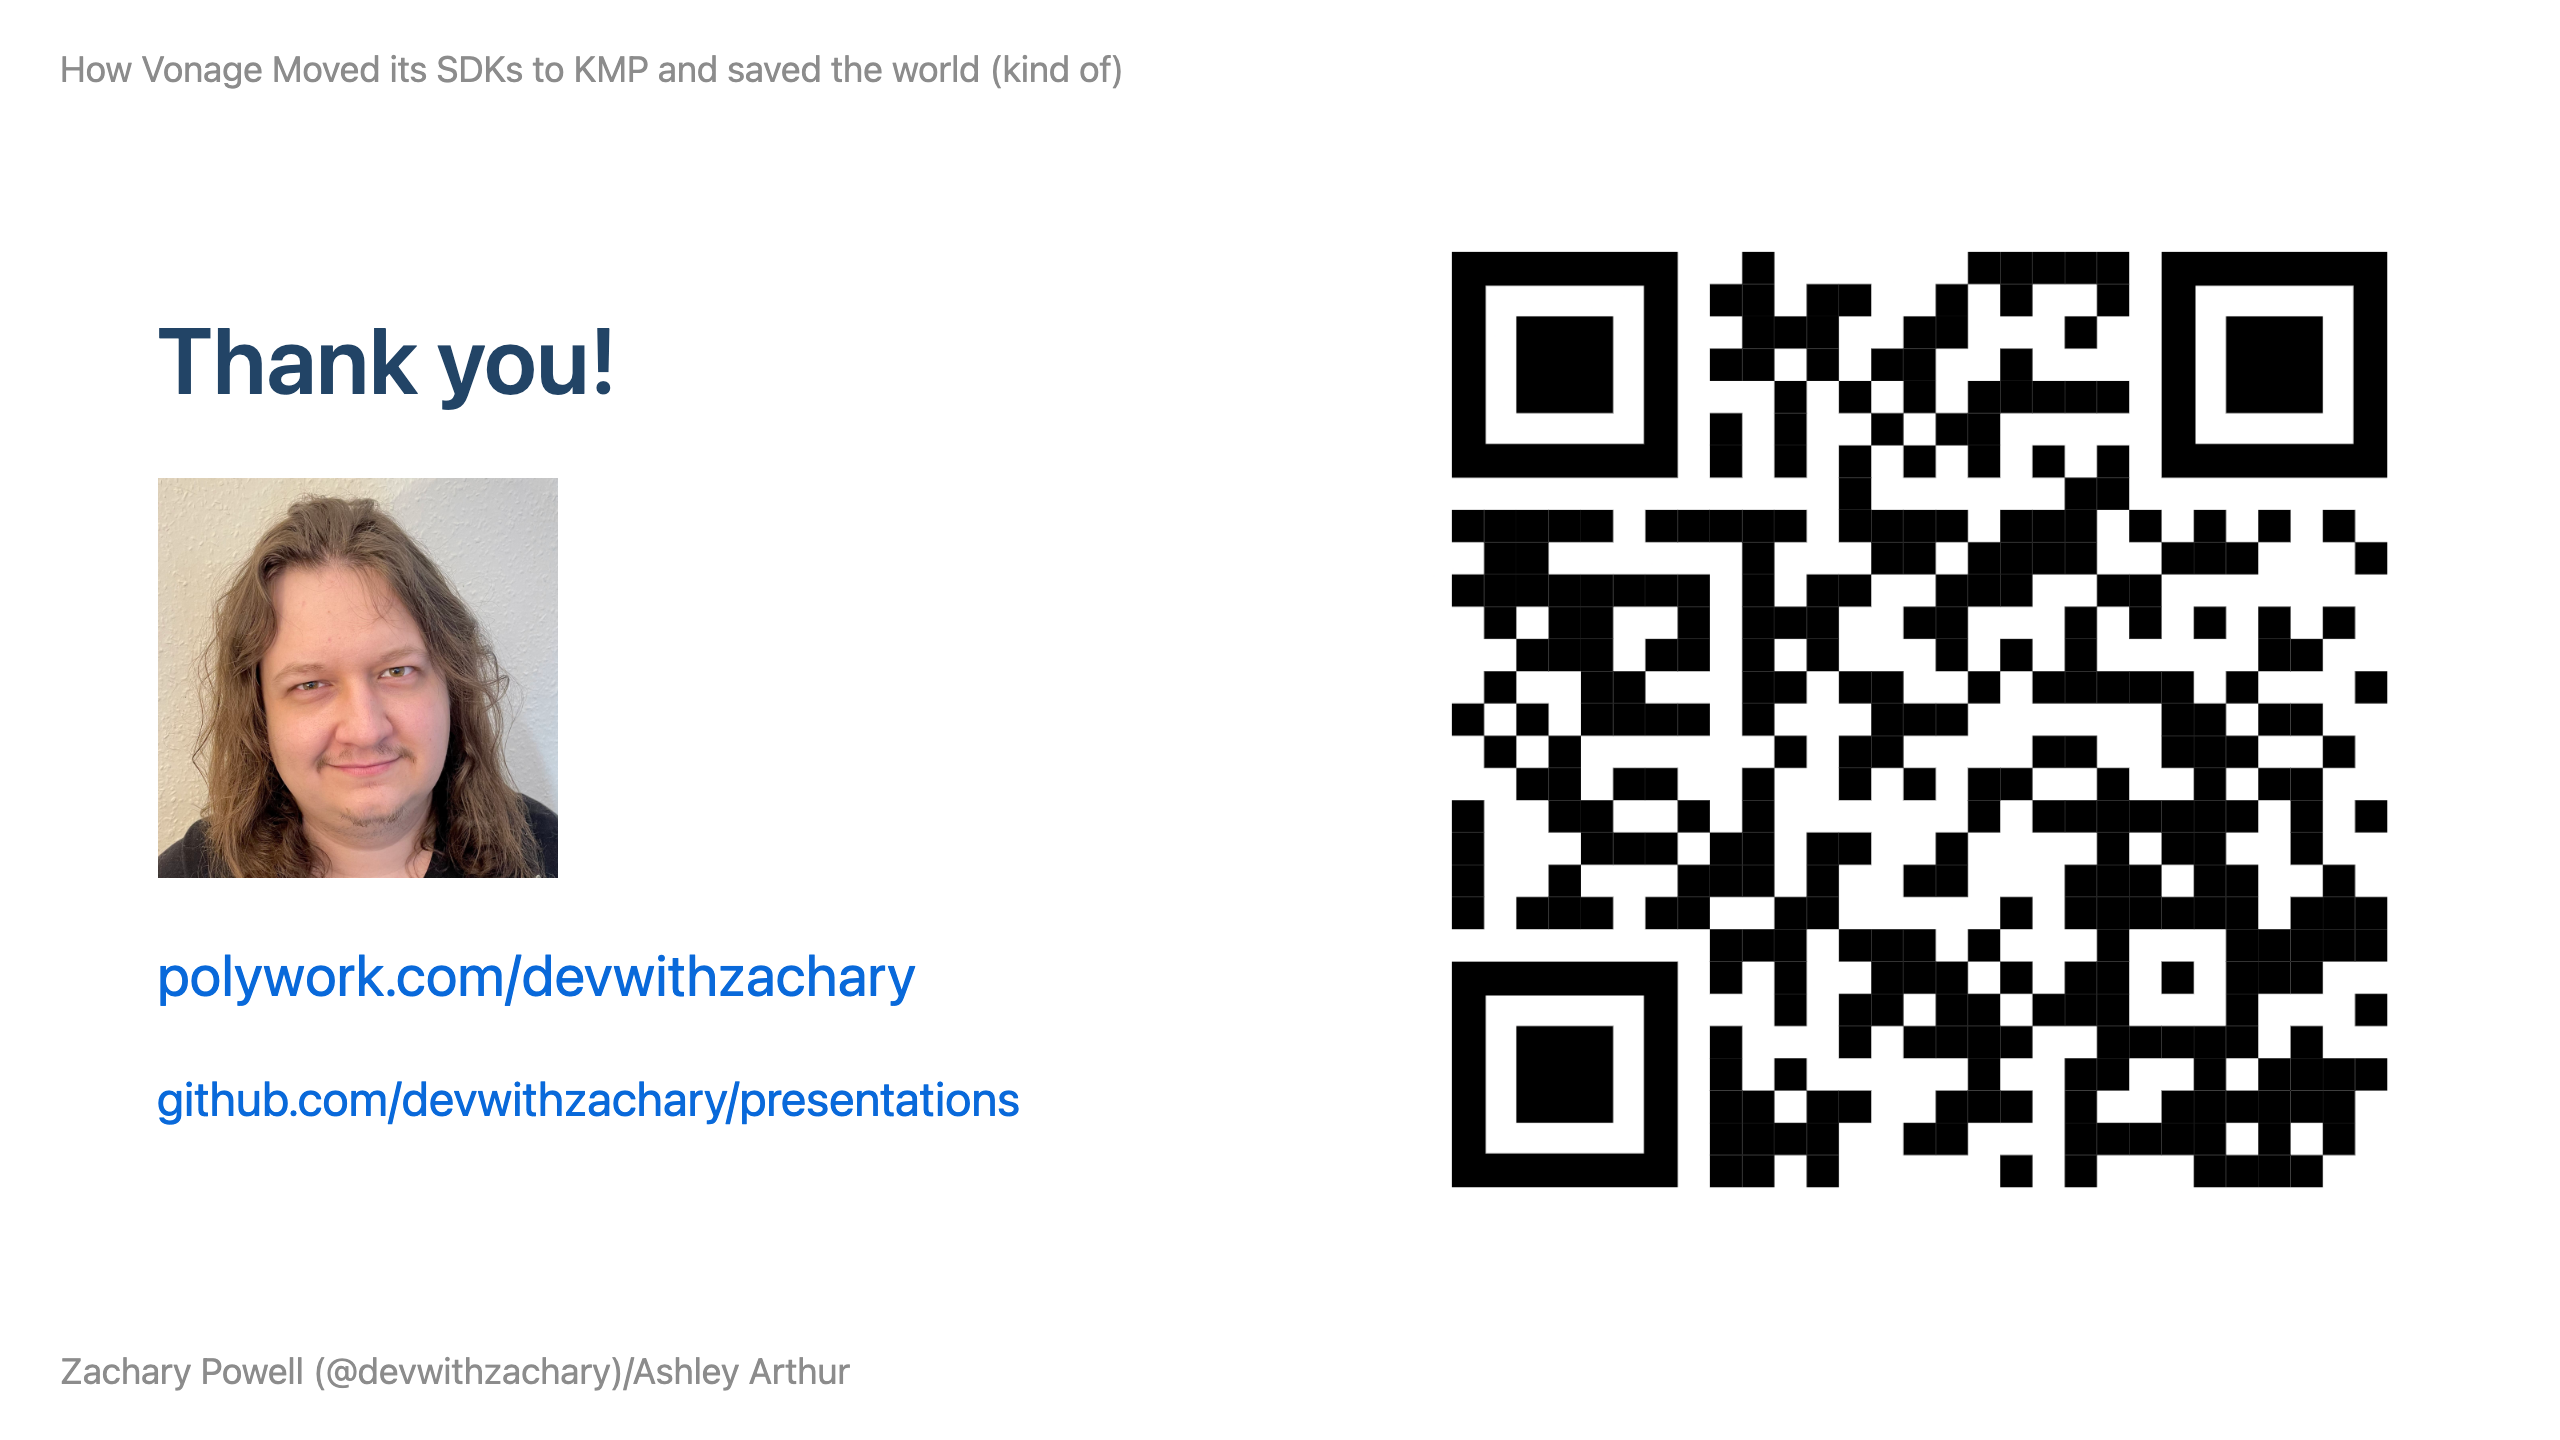 How Vonage Moved its SDKs to KMP and saved the world (kind of)
Thank you!
polywork.com/devwithzachary
github.com/devwithzachary/presentations
Zachary Powell (@devwithzachary)/Ashley Arthur